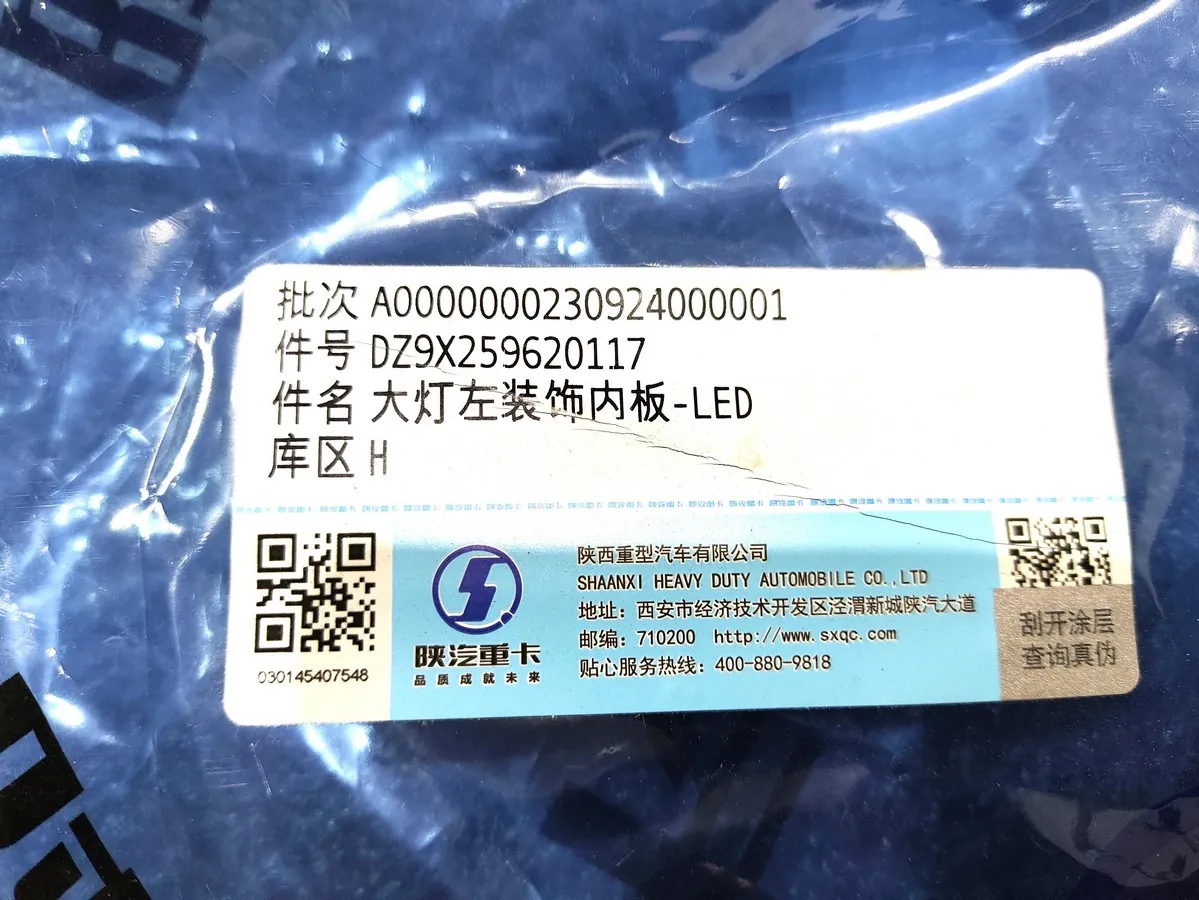 批次 A0000000230924000001
件号 DZ9X259620117
件名 大灯左装饰内板-LED
库区 H
030145407548
陕汽重卡
品质成就未来
陕西重型汽车有限公司
SHAANXI HEAVY DUTY AUTOMOBILE CO.,LTD
地址：西安市经济技术开发区泾渭新城陕汽大道
邮编：710200 http://www.sxqc.com
贴心服务热线：400-880-9818
刮开涂层
查询真伪